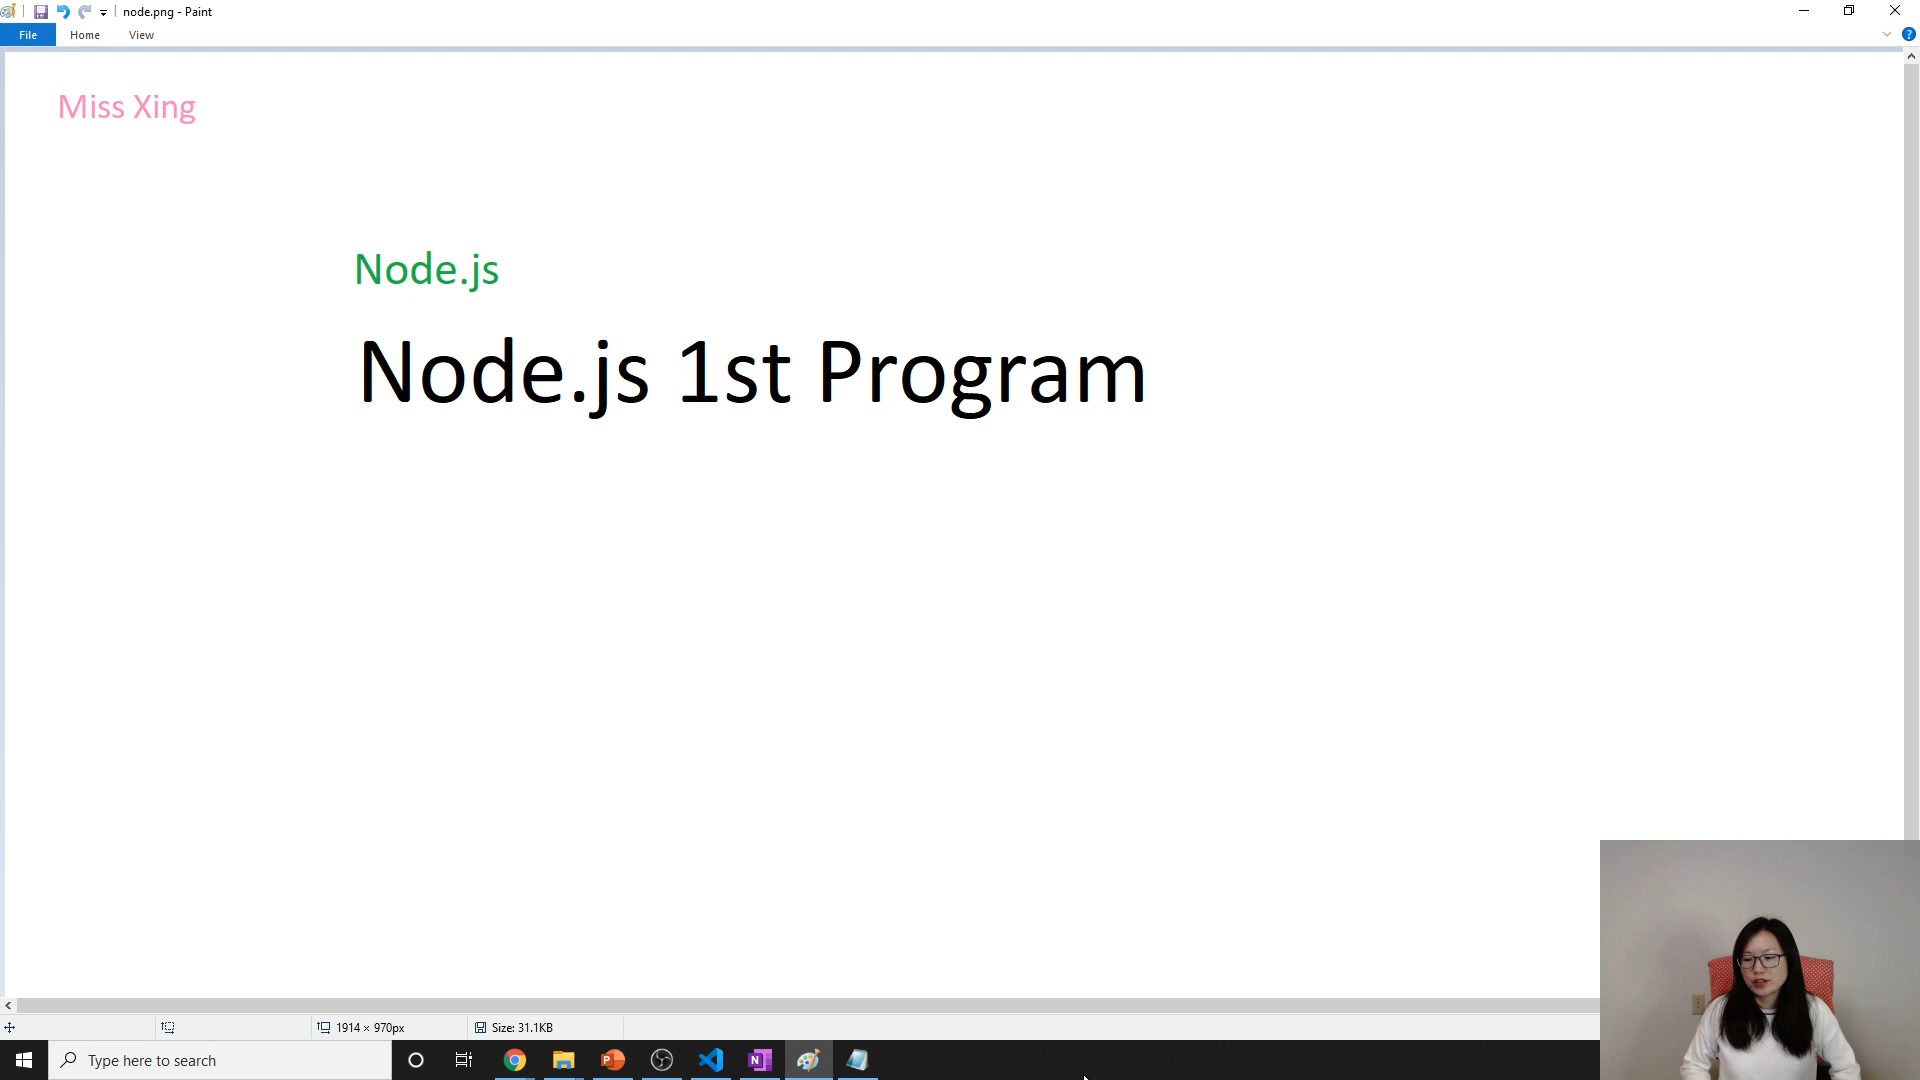 node.png - Paint
File Home View
Miss Xing
Node.js
Node.js 1st Program
1914 × 970px Size: 31.1KB
Type here to search